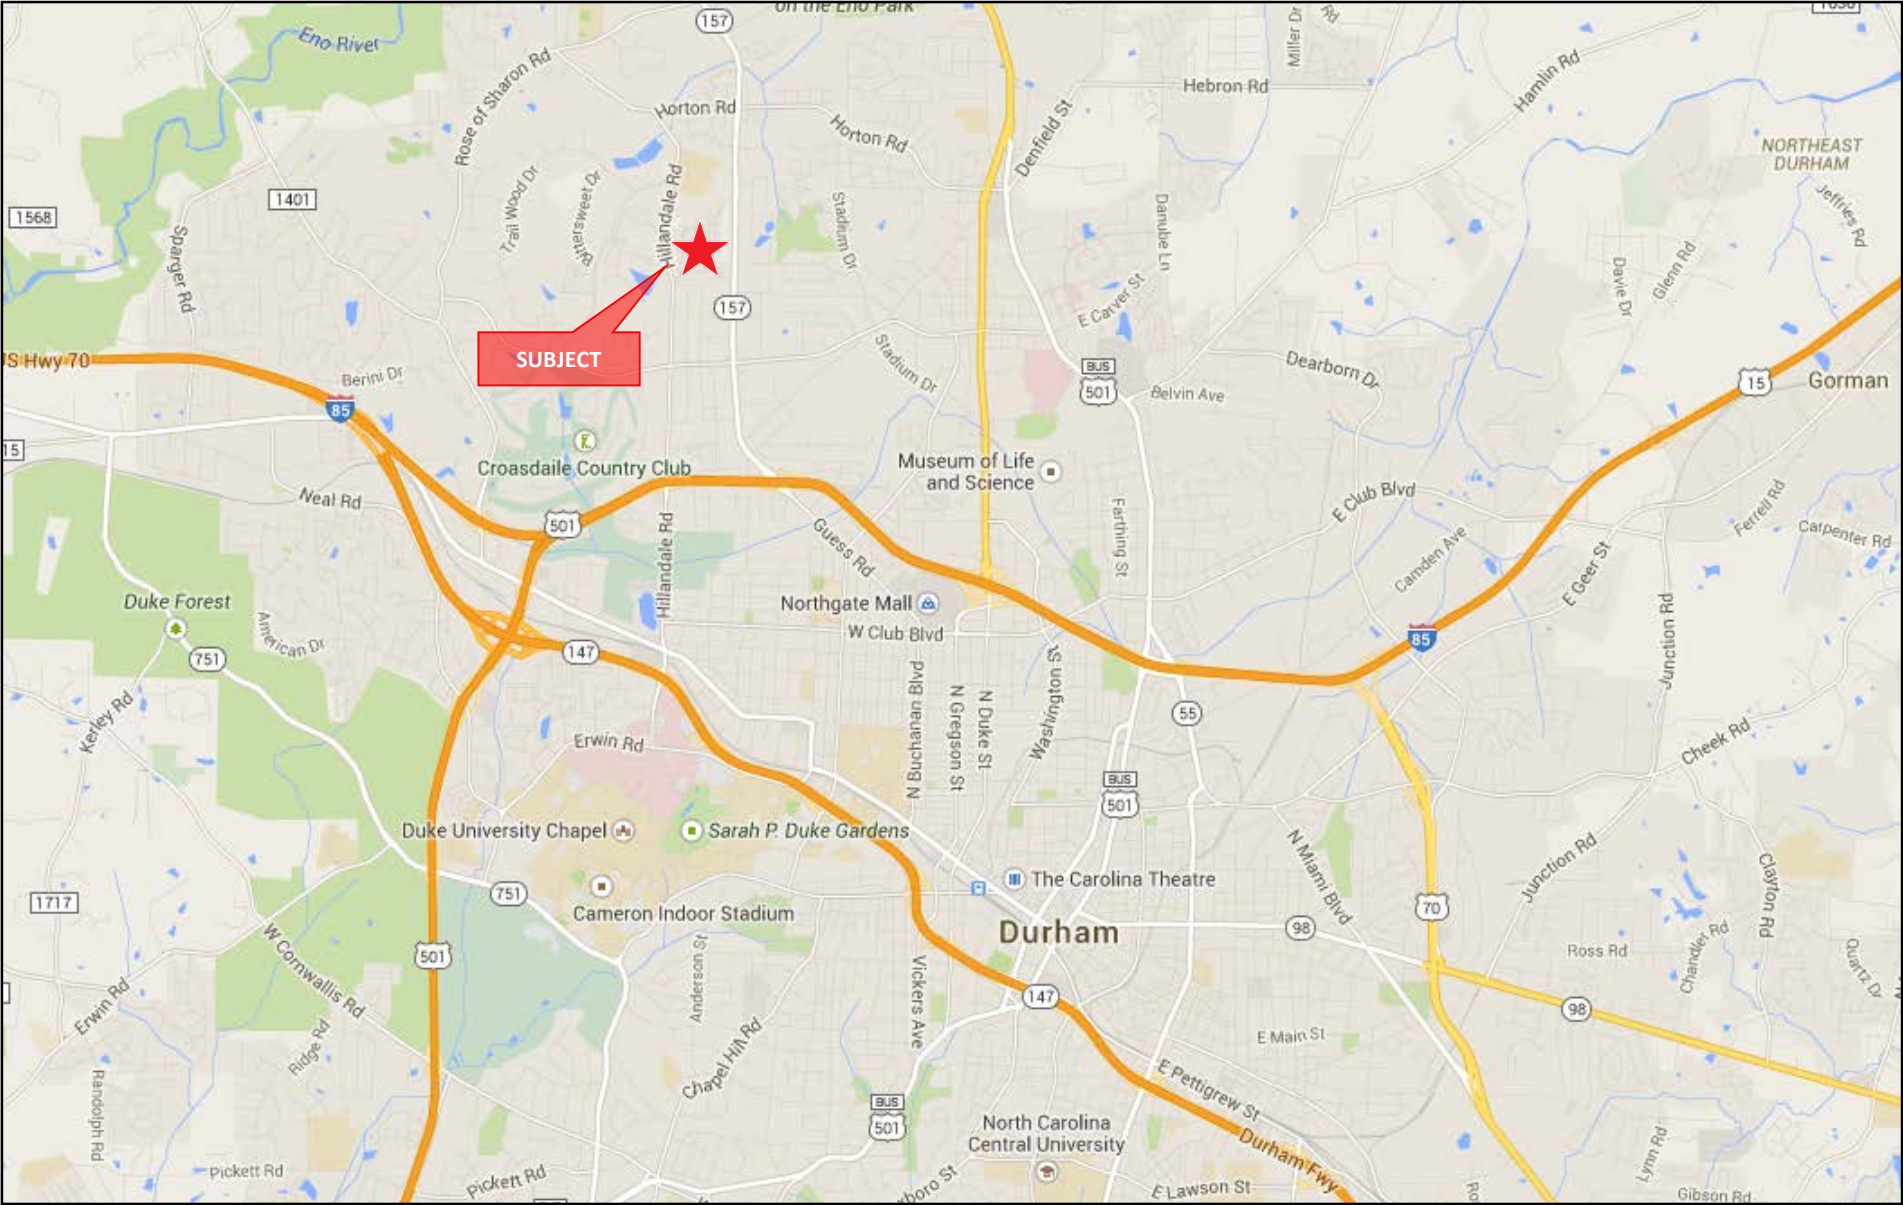 on the Eno Park
157
Eno River
Rose of Sharon Rd
Horton Rd
Horton Rd
Denfield St
Hebron Rd
Miller Dr
Rd
Hamlin Rd
1636
NORTHEAST
DURHAM
Jeffries Rd
1568
1401
Sparger Rd
Trail Wood Dr
Bittersweet Dr
Hillandale Rd
Stadium Dr
Danube Ln
E Carver St
Davie Dr
Glenn Rd
157
SUBJECT
US Hwy 70
Berini Dr
85
Stadium Dr
BUS
501
Belvin Ave
Dearborn Dr
15
Gorman
15
Croasdaile Country Club
Museum of Life
and Science
Neal Rd
501
Hillandale Rd
Guess Rd
Farthing St
E Club Blvd
Camden Ave
E Geer St
Ferrell Rd
Carpenter Rd
Duke Forest
751
American Dr
147
Northgate Mall
W Club Blvd
85
Junction Rd
Kerley Rd
Erwin Rd
N Buchanan Blvd
N Gregson St
N Duke St
Washington St
55
BUS
501
Cheek Rd
Duke University Chapel
Sarah P. Duke Gardens
N Miami Blvd
Junction Rd
Clayton Rd
1717
751
Cameron Indoor Stadium
The Carolina Theatre
Durham
98
70
Ross Rd
Chandler Rd
Quartz Dr
W Cornwallis Rd
501
Anderson St
Vickers Ave
147
98
Erwin Rd
Ridge Rd
Chapel Hill Rd
E Main St
E Pettigrew St
Randolph Rd
BUS
501
North Carolina
Central University
Durham Fwy
Lynn Rd
Pickett Rd
Pickett Rd
boro St
E Lawson St
Gibson Rd